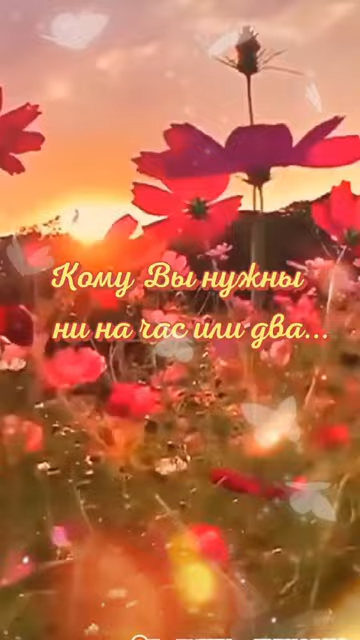 Кому Вы нужны
ни на час или два...